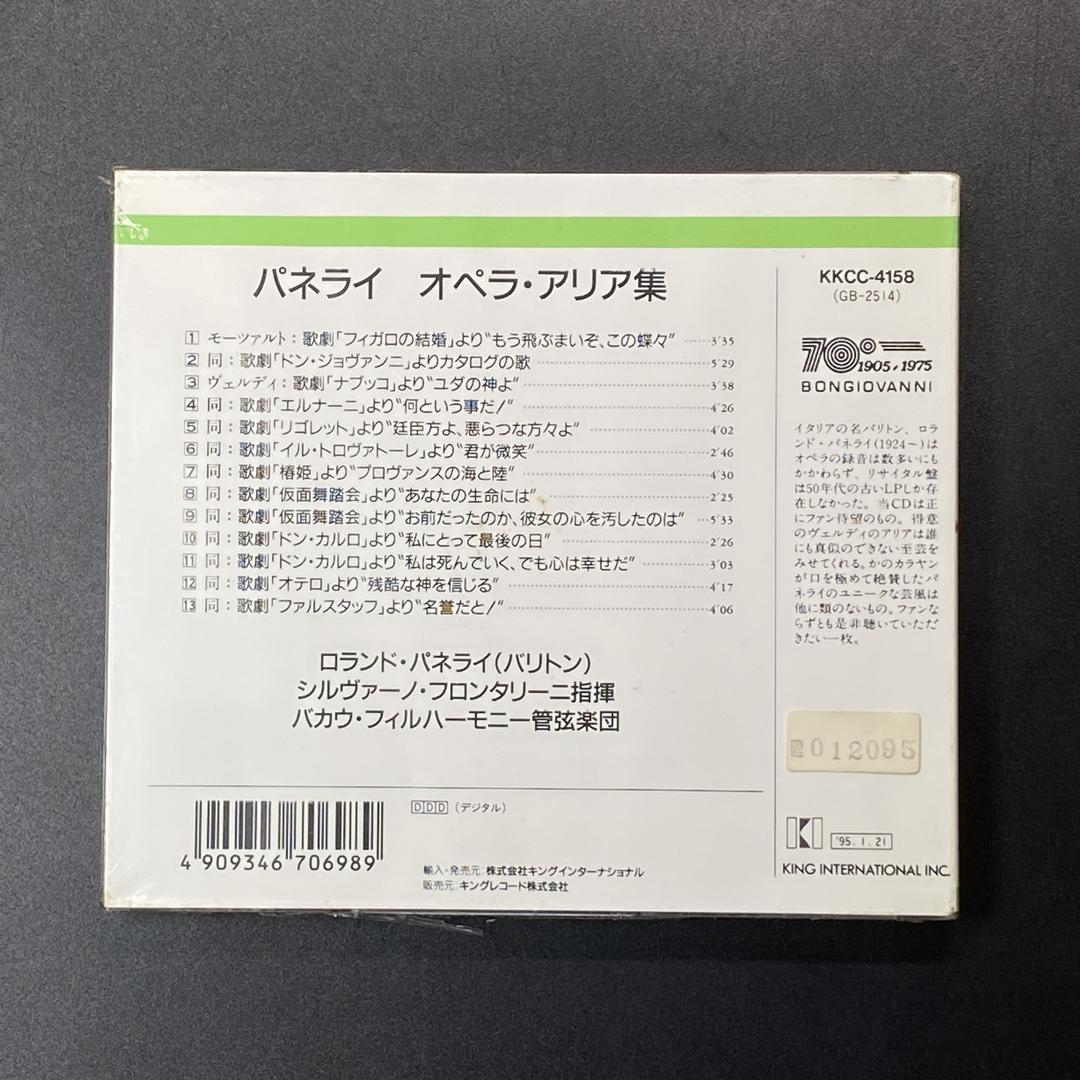 パネライ オペラ・アリア集
1 モーツァルト:歌劇「フィガロの結婚」より“もう飛ぶまいぞ、この蝶々” 3'35
2 同:歌劇「ドン・ジョヴァンニ」よりカタログの歌 5'29
3 ヴェルディ:歌劇「ナブッコ」より“ユダの神よ” 3'38
4 同:歌劇「エルナーニ」より“何という事だ!” 4'26
5 同:歌劇「リゴレット」より“廷臣方よ、悪らつな方々よ” 4'02
6 同:歌劇「イル・トロヴァトーレ」より“君が微笑” 2'46
7 同:歌劇「椿姫」より“プロヴァンスの海と陸” 4'30
8 同:歌劇「仮面舞踏会」より“あなたの生命には” 2'25
9 同:歌劇「仮面舞踏会」より“お前だったのか、彼女の心を汚したのは” 5'33
10 同:歌劇「ドン・カルロ」より“私にとって最後の日” 2'26
11 同:歌劇「ドン・カルロ」より“私は死んでいく、でも心は幸せだ” 3'03
12 同:歌劇「オテロ」より“残酷な神を信じる” 4'17
13 同:歌劇「ファルスタッフ」より“名誉だと!” 4'06
ロランド・パネライ(バリトン)
シルヴァーノ・フロンタリーニ指揮
バカウ・フィルハーモニー管弦楽団
4 909346 706989
DDD (デジタル)
輸入・発売元:株式会社キングインターナショナル
販売元:キングレコード株式会社
KKCC-4158
(GB-2514)
70° 1905・1975
BONGIOVANNI
イタリアの名バリトン、ロラ
ンド・パネライ(1924〜)は
オペラの録音は数多いにも
かかわらず、リサイタル盤
は50年代の古いLPしか存
在しなかった。当CDは正
にファン待望のもの。得意
のヴェルディのアリアは誰
にも真似のできない至芸を
みせてくれる。かのカラヤン
が口を極めて絶賛したパ
ネライのユニークな芸風は
他に類のないもの。ファンな
らずとも是非聴いていただ
きたい一枚。
012095
'95.1.21
KING INTERNATIONAL INC.